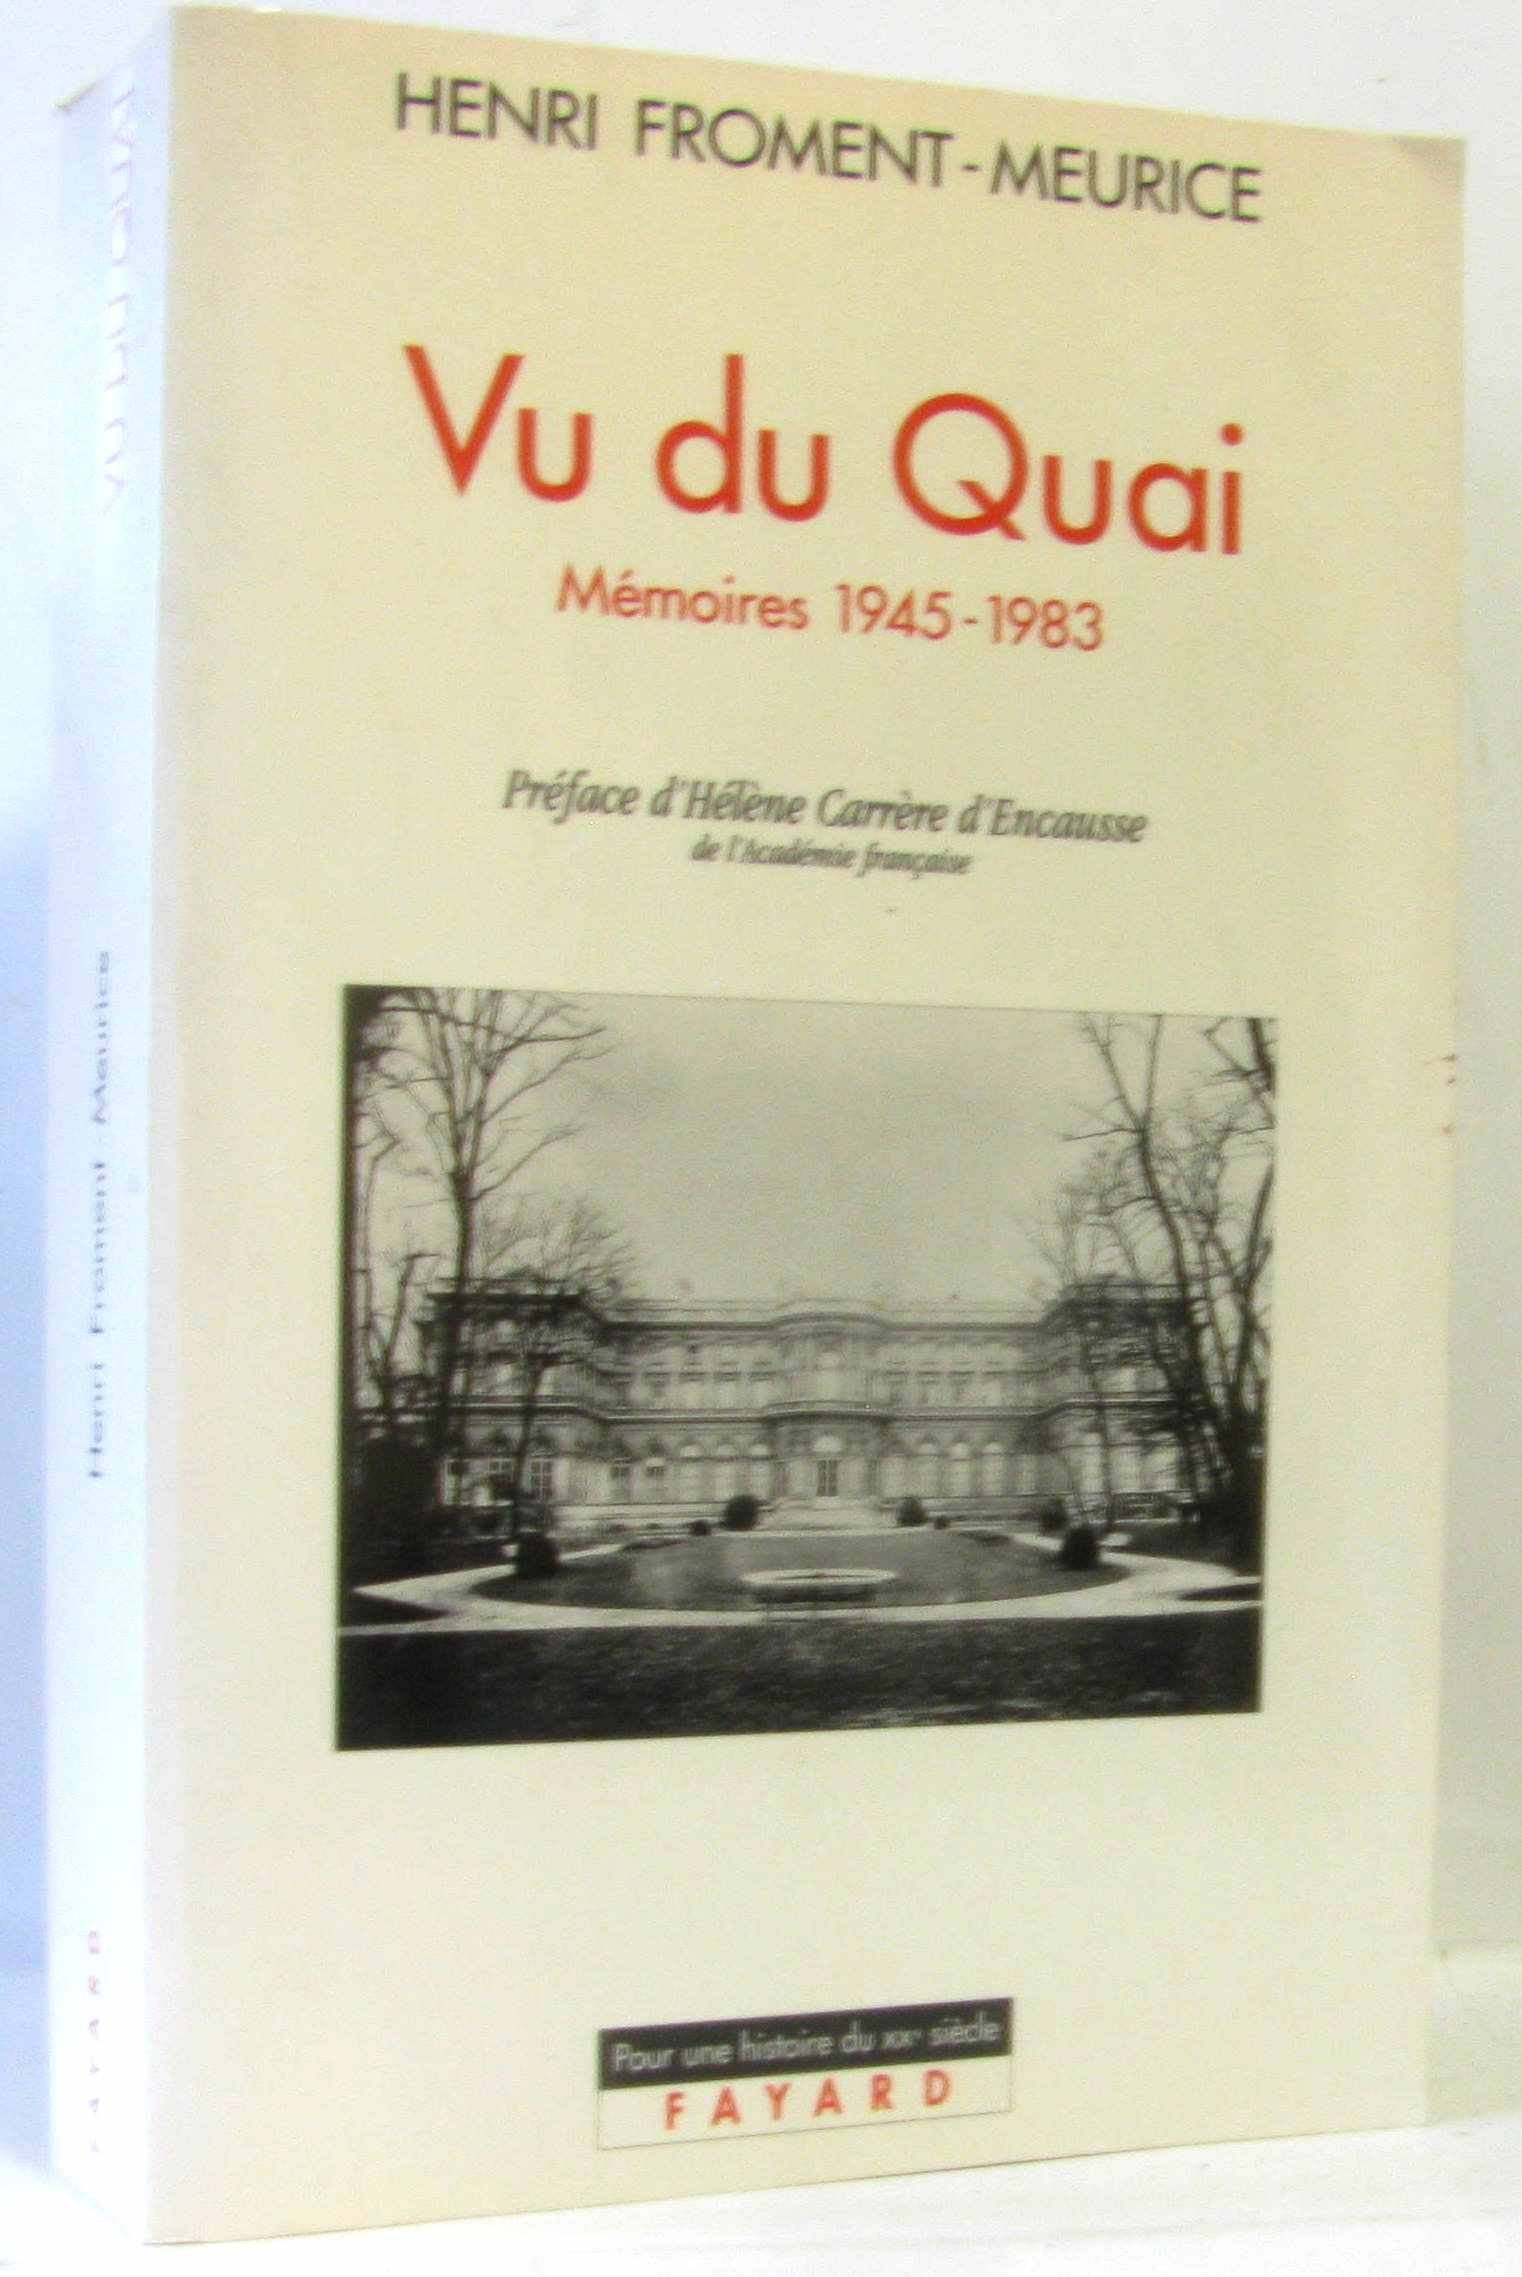 HENRI FROMENT-MEURICE
Vu du Quai
Mémoires 1945-1983
Préface d'Hélène Carrère d'Encausse
de l'Académie française
Pour une histoire du XXe siècle
FAYARD
VU DU QUAI
Henri Froment-Meurice
FAYARD